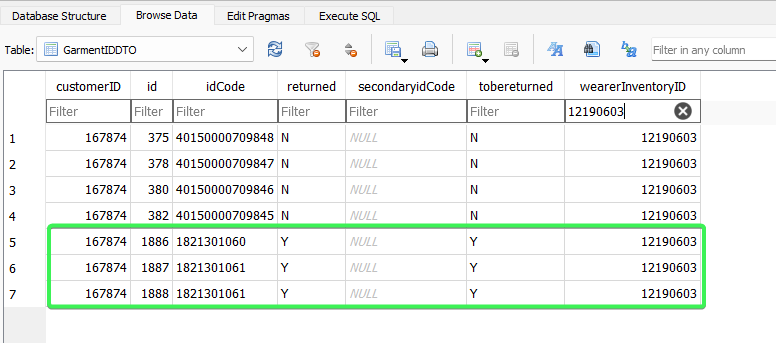 Database Structure Browse Data Edit Pragmas Execute SQL
Table: GarmentIDDTO Filter in any column
customerID id idCode returned secondaryidCode tobereturned wearerInventoryID
Filter Filter Filter Filter Filter Filter 12190603
1 167874 375 40150000709848 N NULL N 12190603
2 167874 378 40150000709847 N NULL N 12190603
3 167874 380 40150000709846 N NULL N 12190603
4 167874 382 40150000709845 N NULL N 12190603
5 167874 1886 1821301060 Y NULL Y 12190603
6 167874 1887 1821301061 Y NULL Y 12190603
7 167874 1888 1821301061 Y NULL Y 12190603